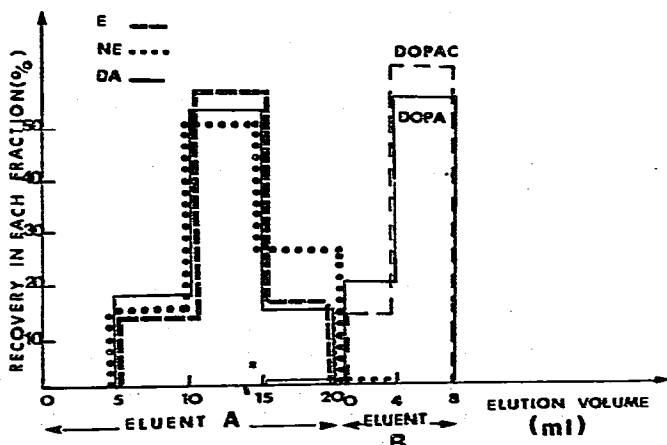 RECOVERY IN EACH FRACTION(%)
E
NE
DA
DOPAC
DOPA
50
40
30
20
10
0 5 10 15 20 0 4 8
ELUENT A
ELUENT B
ELUTION VOLUME
(ml)